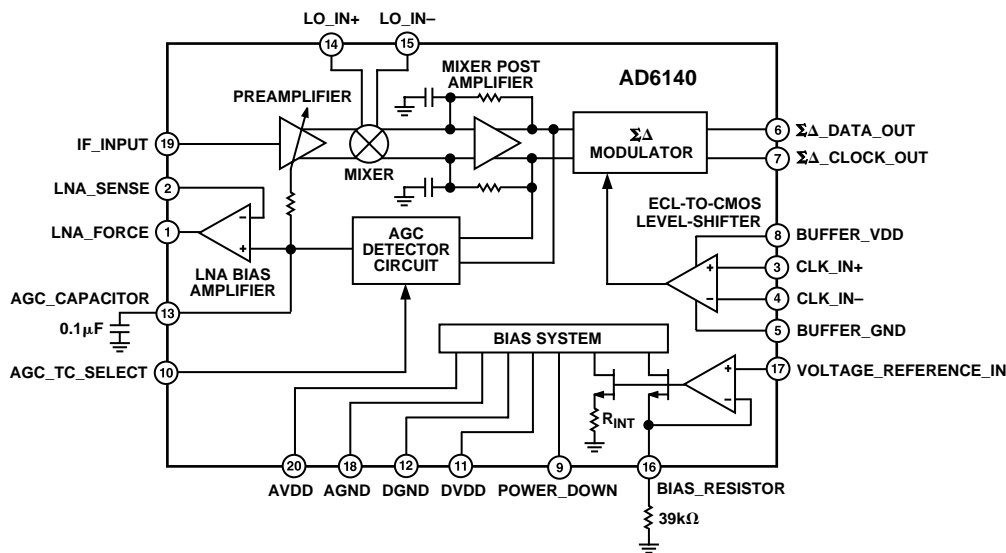 LO_IN+ LO_IN–
14 15
MIXER POST
AMPLIFIER
AD6140
PREAMPLIFIER
IF_INPUT 19
MIXER
ΣΔ
MODULATOR
6 ΣΔ_DATA_OUT
7 ΣΔ_CLOCK_OUT
LNA_SENSE 2
LNA_FORCE 1
–
+
LNA BIAS
AMPLIFIER
AGC
DETECTOR
CIRCUIT
ECL-TO-CMOS
LEVEL-SHIFTER
8 BUFFER_VDD
+ 3 CLK_IN+
– 4 CLK_IN–
5 BUFFER_GND
AGC_CAPACITOR 13
0.1μF
AGC_TC_SELECT 10
BIAS SYSTEM
+
–
17 VOLTAGE_REFERENCE_IN
RINT
20 18 12 11 9 16
AVDD AGND DGND DVDD POWER_DOWN BIAS_RESISTOR
39kΩ